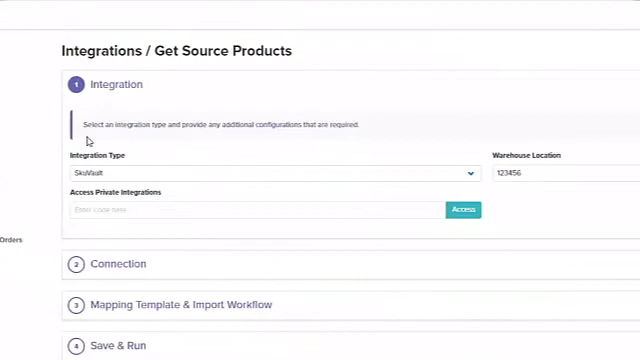 Integrations / Get Source Products
1 Integration
Select an integration type and provide any additional configurations that are required.
Integration Type
Warehouse Location
SkuVault
123456
Access Private Integrations
Enter code here
Access
Orders
2 Connection
3 Mapping Template & Import Workflow
4 Save & Run